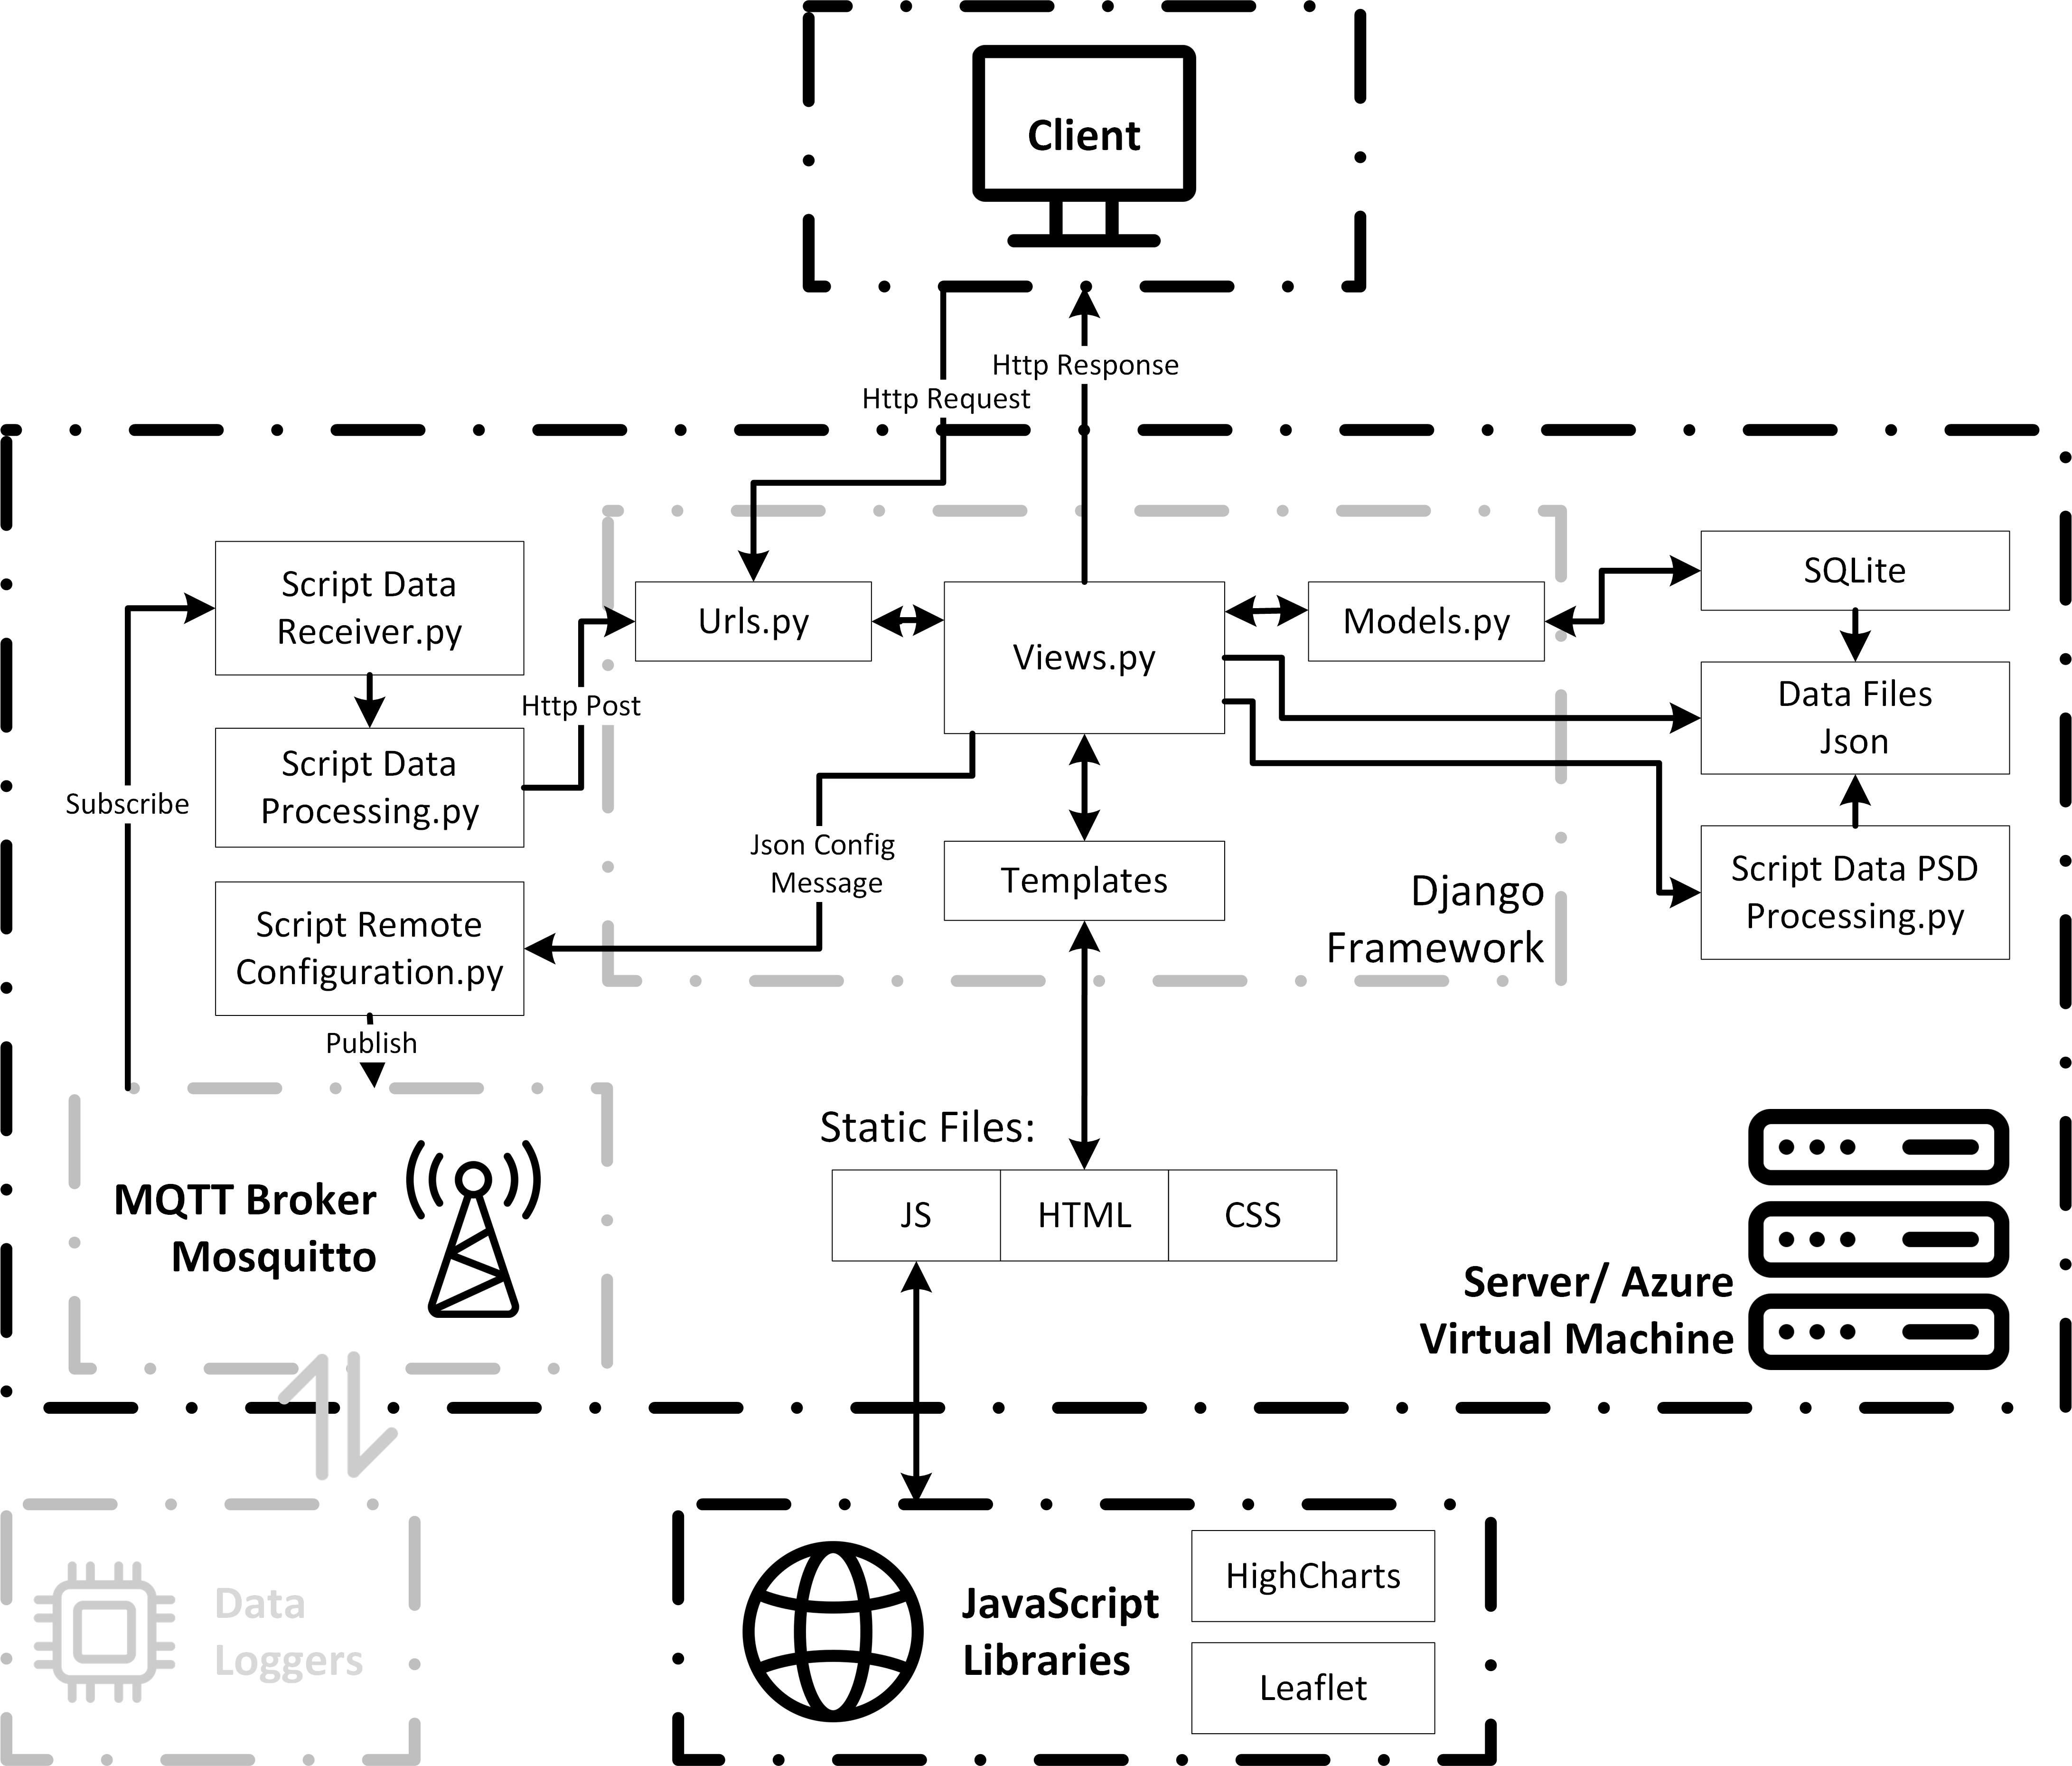 Client
Http Response
Http Request
Script Data
Receiver.py
Urls.py
Views.py
Models.py
SQLite
Http Post
Data Files
Json
Script Data
Processing.py
Subscribe
Json Config
Message
Templates
Django
Framework
Script Data PSD
Processing.py
Script Remote
Configuration.py
Publish
Static Files:
MQTT Broker
Mosquitto
JS
HTML
CSS
Server/ Azure
Virtual Machine
Data
Loggers
JavaScript
Libraries
HighCharts
Leaflet